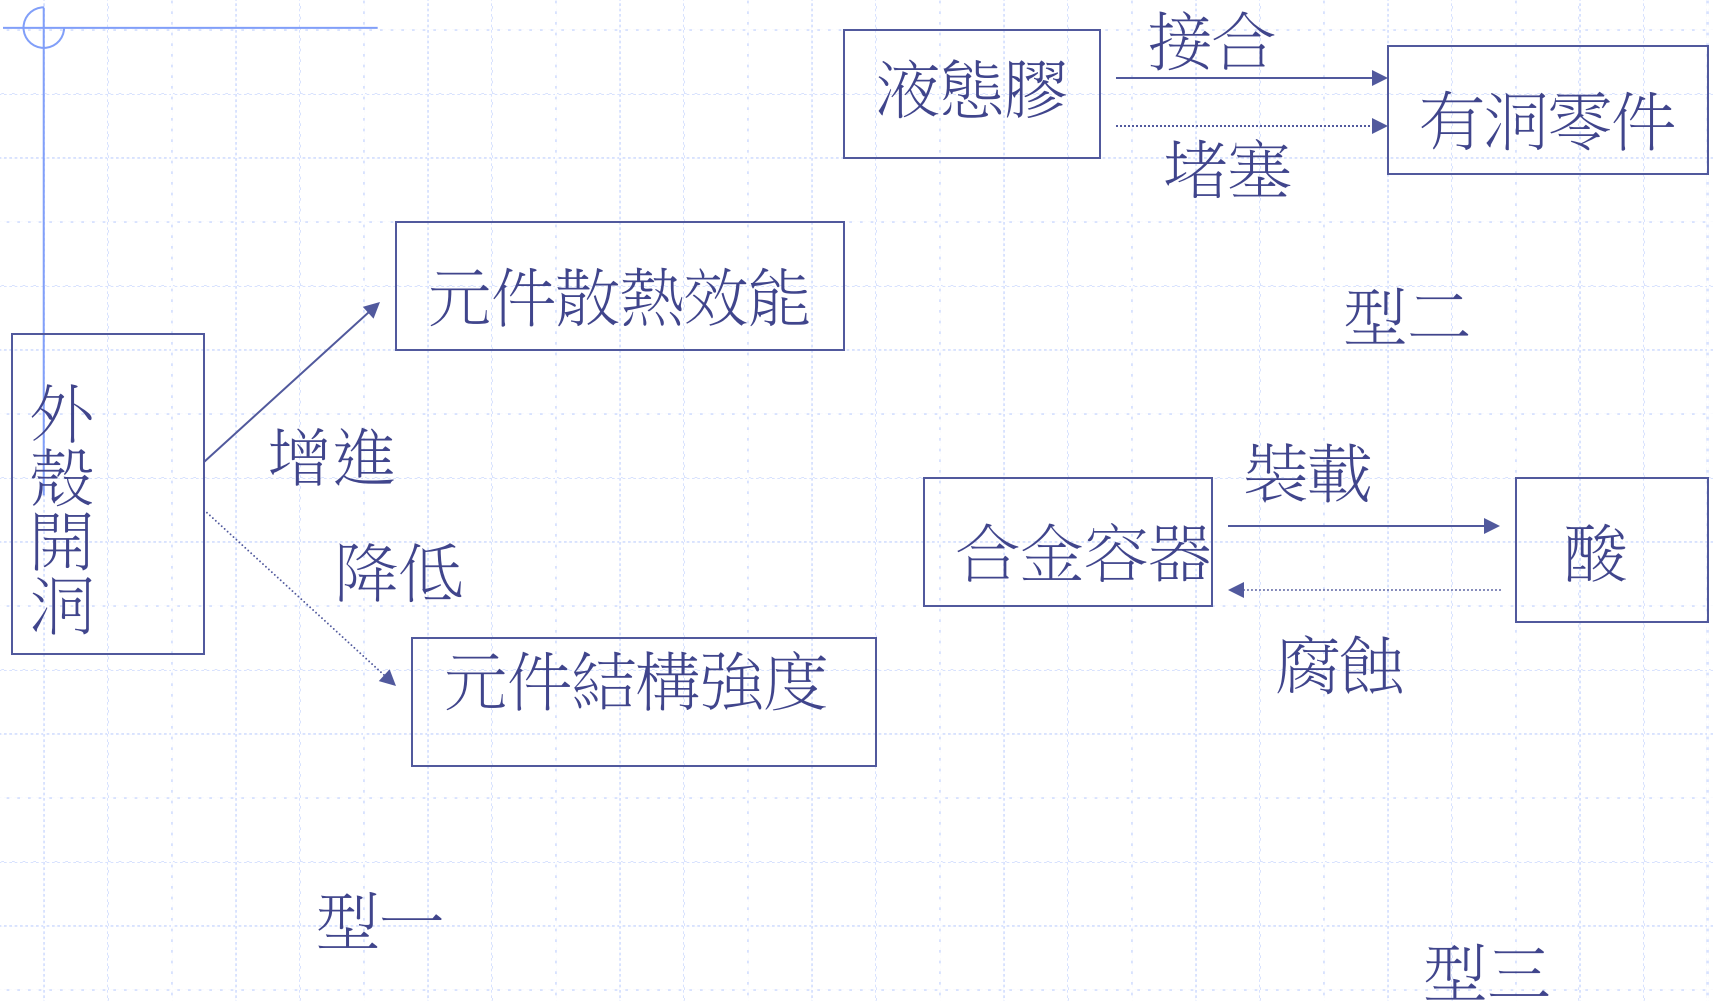 接合
液態膠
有洞零件
堵塞
元件散熱效能
型二
外殼開洞
增進
裝載
合金容器
酸
降低
腐蝕
元件結構強度
型一
型三